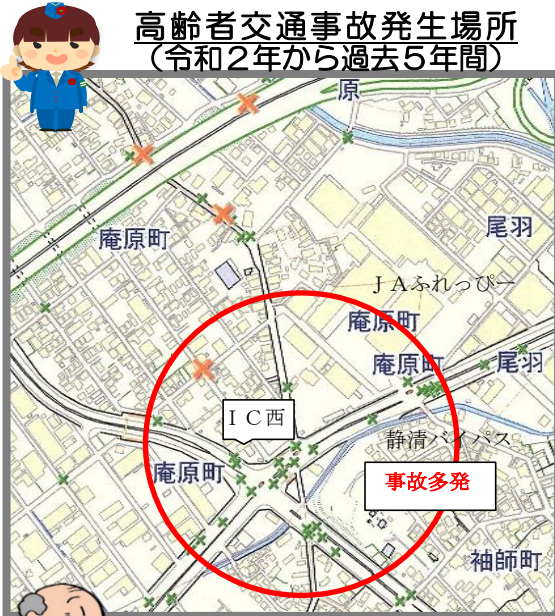 高齢者交通事故発生場所
(令和２年から過去５年間)
原
庵原町
尾羽
ＪＡふれっぴー
庵原町
庵原町
尾羽
ＩＣ西
静清バイパス
庵原町
事故多発
袖師町